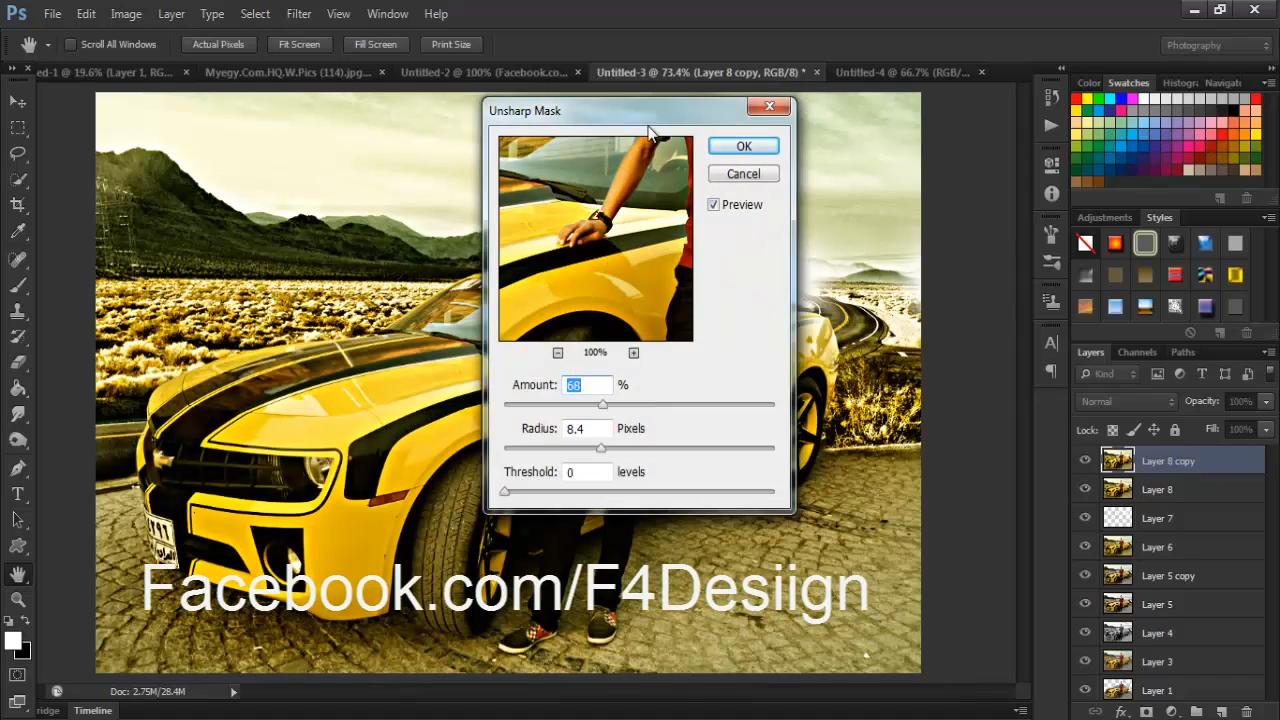 Ps File Edit Image Layer Type Select Filter 3D View Window Help
Scroll All Windows Actual Pixels Fit Screen Fill Screen Print Size Photography
ed-1 @ 19.6% (Layer 1, RG... × Myegy.Com.HQ.W.Pics (114).jpg... × Untitled-2 @ 100% (Facebook.co... × Untitled-3 @ 73.4% (Layer 8 copy, RGB/8) * × Untitled-4 @ 66.7% (RGB/... ×
Color Swatches Histogr Navigat
Unsharp Mask
OK
Cancel
Preview
100%
Amount: 68 %
Radius: 8.4 Pixels
Threshold: 0 levels
Adjustments Styles
Layers Channels Paths
Kind
Normal Opacity: 100%
Lock: Fill: 100%
Layer 8 copy
Layer 8
Layer 7
Layer 6
Layer 5 copy
Layer 5
Layer 4
Layer 3
Layer 1
Facebook.com/F4Desiign
Doc: 2.75M/28.4M
ridge Timeline